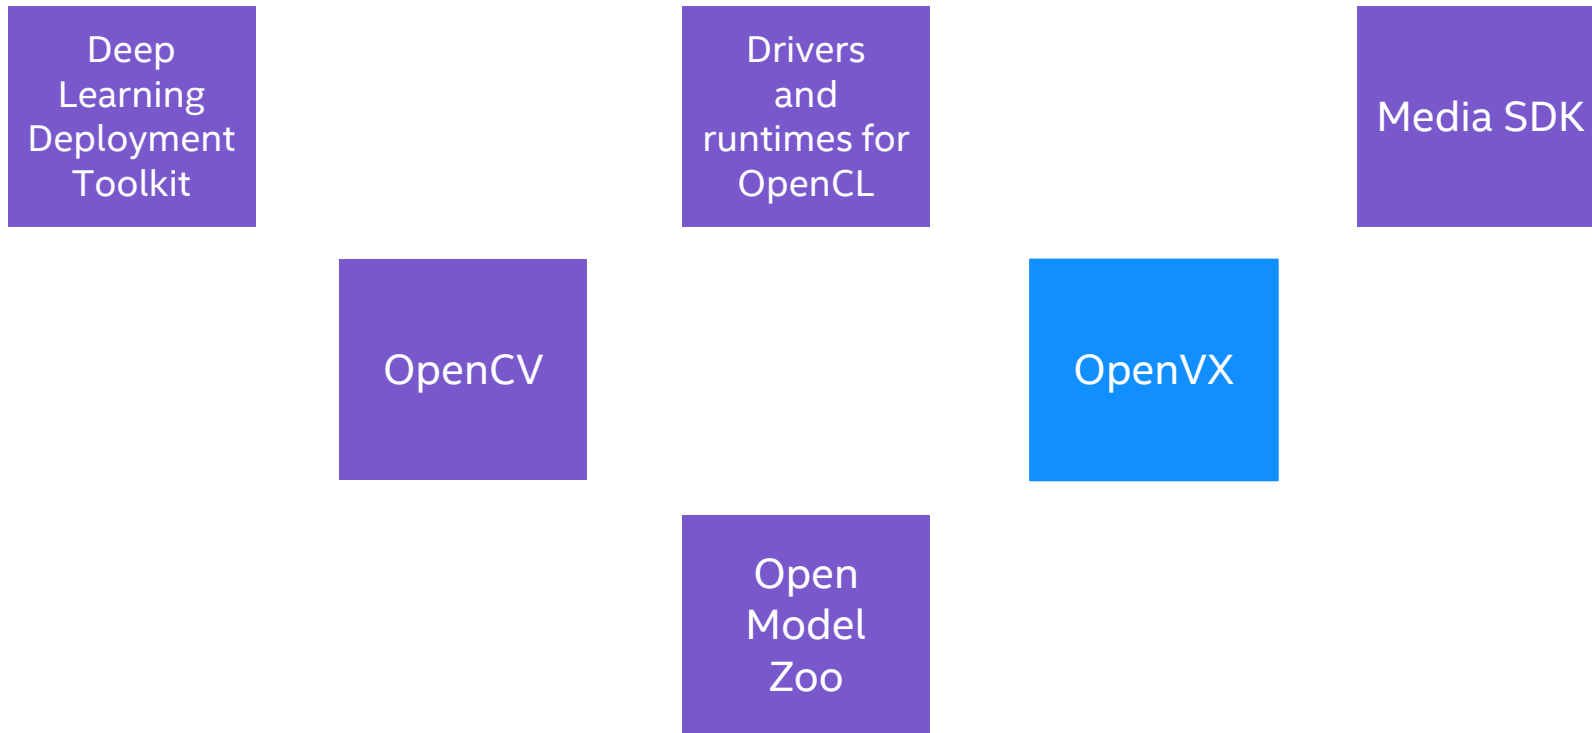 Deep
Learning
Deployment
Toolkit
Drivers
and
runtimes for
OpenCL
Media SDK
OpenCV
OpenVX
Open
Model
Zoo